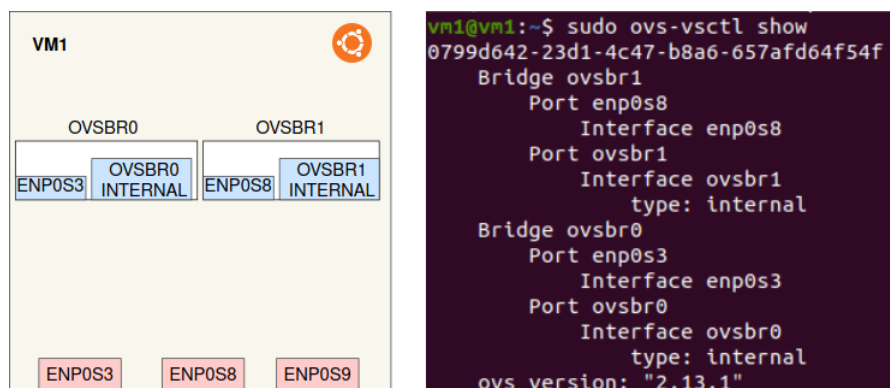 VM1
OVSBR0
OVSBR1
ENP0S3
OVSBR0
INTERNAL
ENP0S8
OVSBR1
INTERNAL
ENP0S3
ENP0S8
ENP0S9
vm1@vm1:~$ sudo ovs-vsctl show
0799d642-23d1-4c47-b8a6-657afd64f54f
Bridge ovsbr1
Port enp0s8
Interface enp0s8
Port ovsbr1
Interface ovsbr1
type: internal
Bridge ovsbr0
Port enp0s3
Interface enp0s3
Port ovsbr0
Interface ovsbr0
type: internal
ovs_version: "2.13.1"